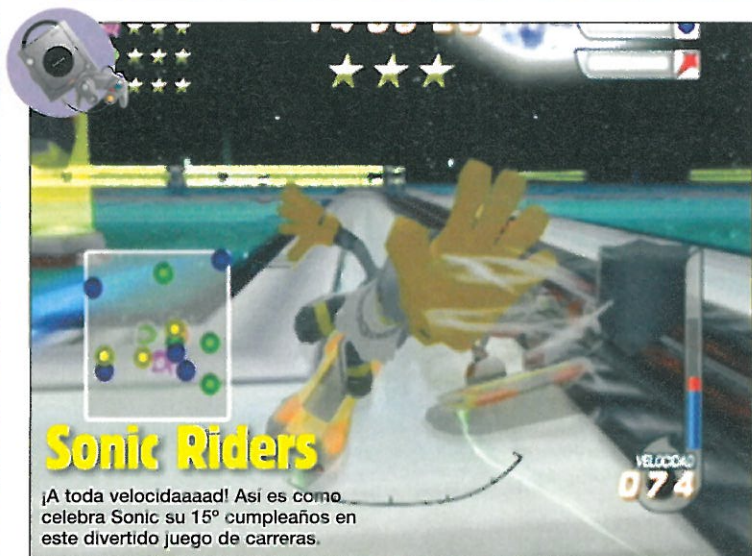 Sonic Riders
¡A toda velocidaaaad! Así es como
celebra Sonic su 15º cumpleaños en
este divertido juego de carreras.
VELOCIDAD
074